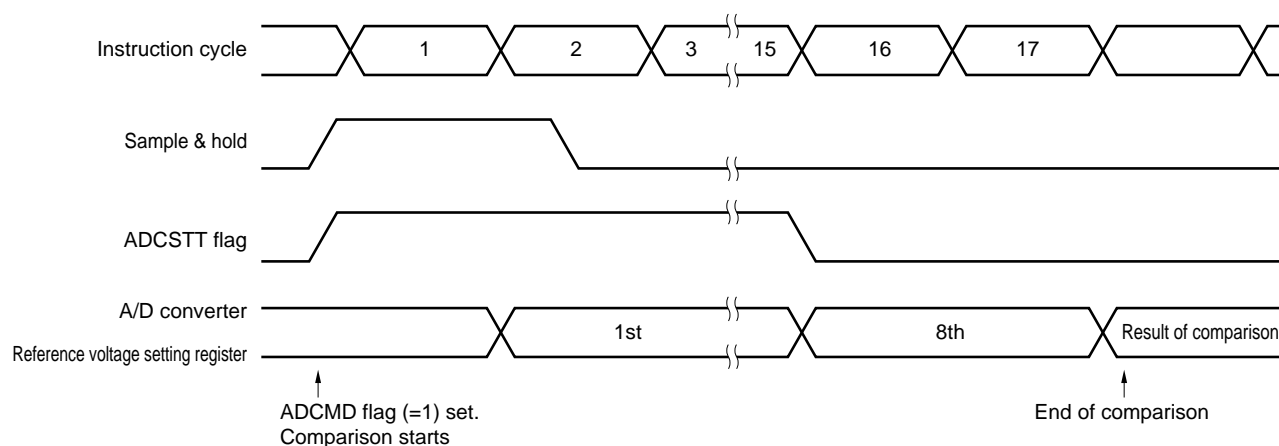 Instruction cycle
1 2 3 15 16 17
Sample & hold
ADCSTT flag
A/D converter
1st 8th Result of comparison
Reference voltage setting register
ADCMD flag (=1) set.
Comparison starts
End of comparison